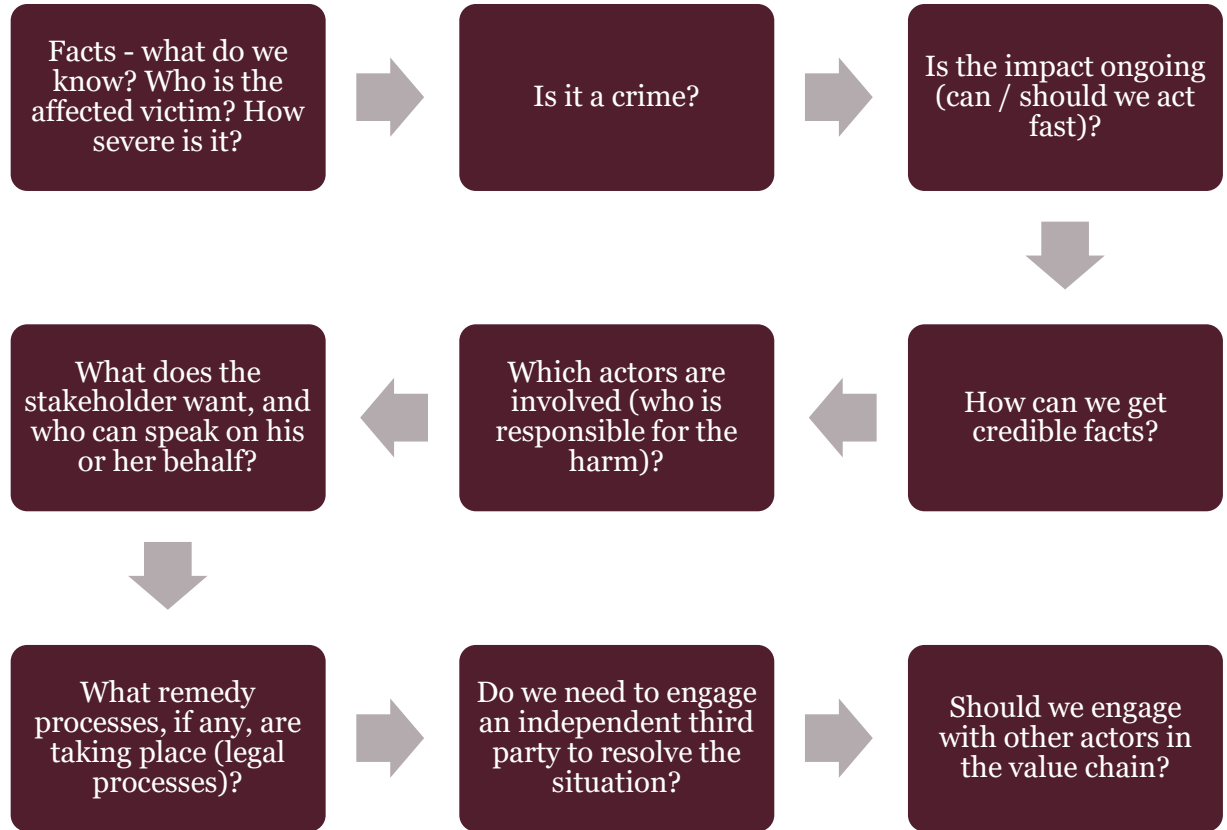 Facts - what do we
know? Who is the
affected victim? How
severe is it?
Is it a crime?
Is the impact ongoing
(can / should we act
fast)?
How can we get
credible facts?
Which actors are
involved (who is
responsible for the
harm)?
What does the
stakeholder want, and
who can speak on his
or her behalf?
What remedy
processes, if any, are
taking place (legal
processes)?
Do we need to engage
an independent third
party to resolve the
situation?
Should we engage
with other actors in
the value chain?